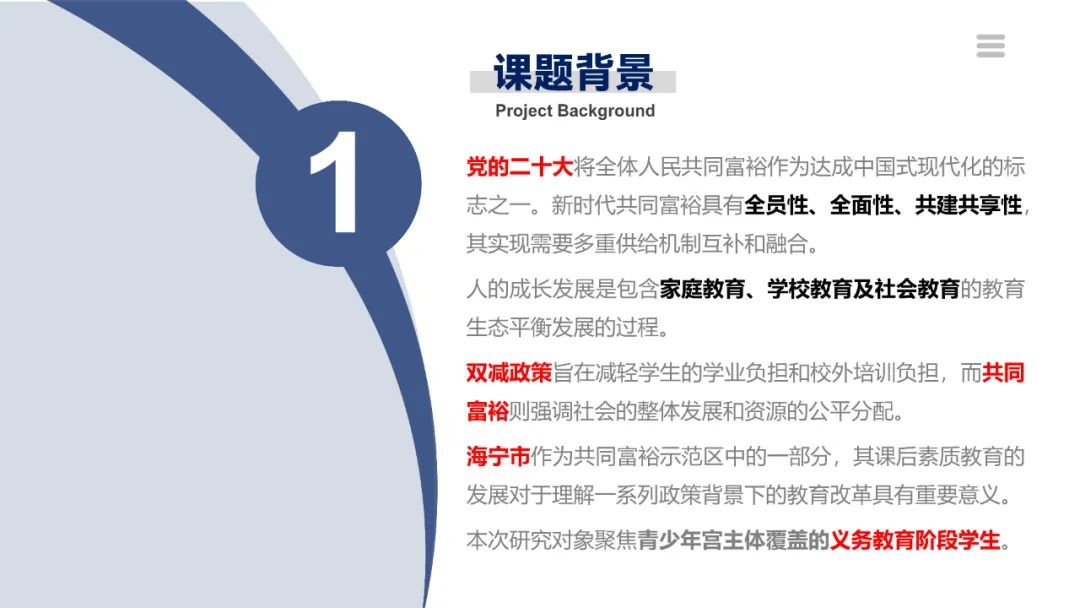 1
课题背景
Project Background
党的二十大将全体人民共同富裕作为达成中国式现代化的标
志之一。新时代共同富裕具有全员性、全面性、共建共享性，
其实现需要多重供给机制互补和融合。
人的成长发展是包含家庭教育、学校教育及社会教育的教育
生态平衡发展的过程。
双减政策旨在减轻学生的学业负担和校外培训负担，而共同
富裕则强调社会的整体发展和资源的公平分配。
海宁市作为共同富裕示范区中的一部分，其课后素质教育的
发展对于理解一系列政策背景下的教育改革具有重要意义。
本次研究对象聚焦青少年宫主体覆盖的义务教育阶段学生。